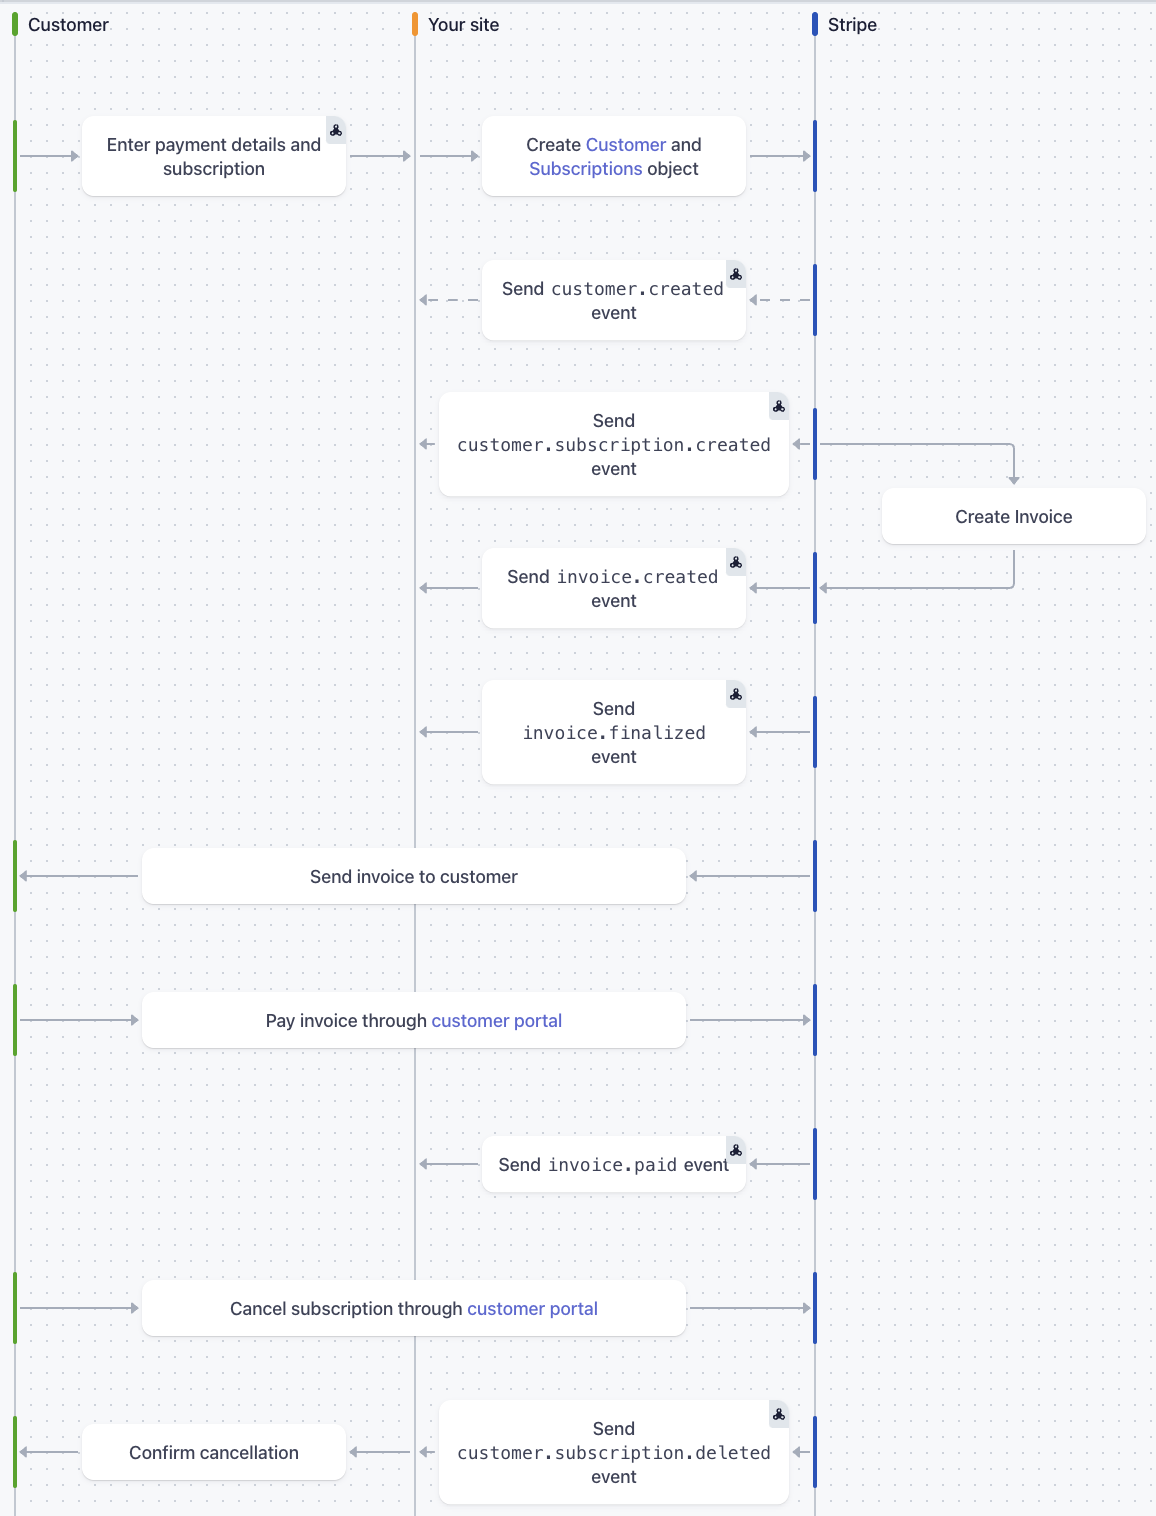 Customer
Your site
Stripe
Enter payment details and
subscription
Create Customer and
Subscriptions object
Send customer.created
event
Send
customer.subscription.created
event
Create Invoice
Send invoice.created
event
Send
invoice.finalized
event
Send invoice to customer
Pay invoice through customer portal
Send invoice.paid event
Cancel subscription through customer portal
Confirm cancellation
Send
customer.subscription.deleted
event